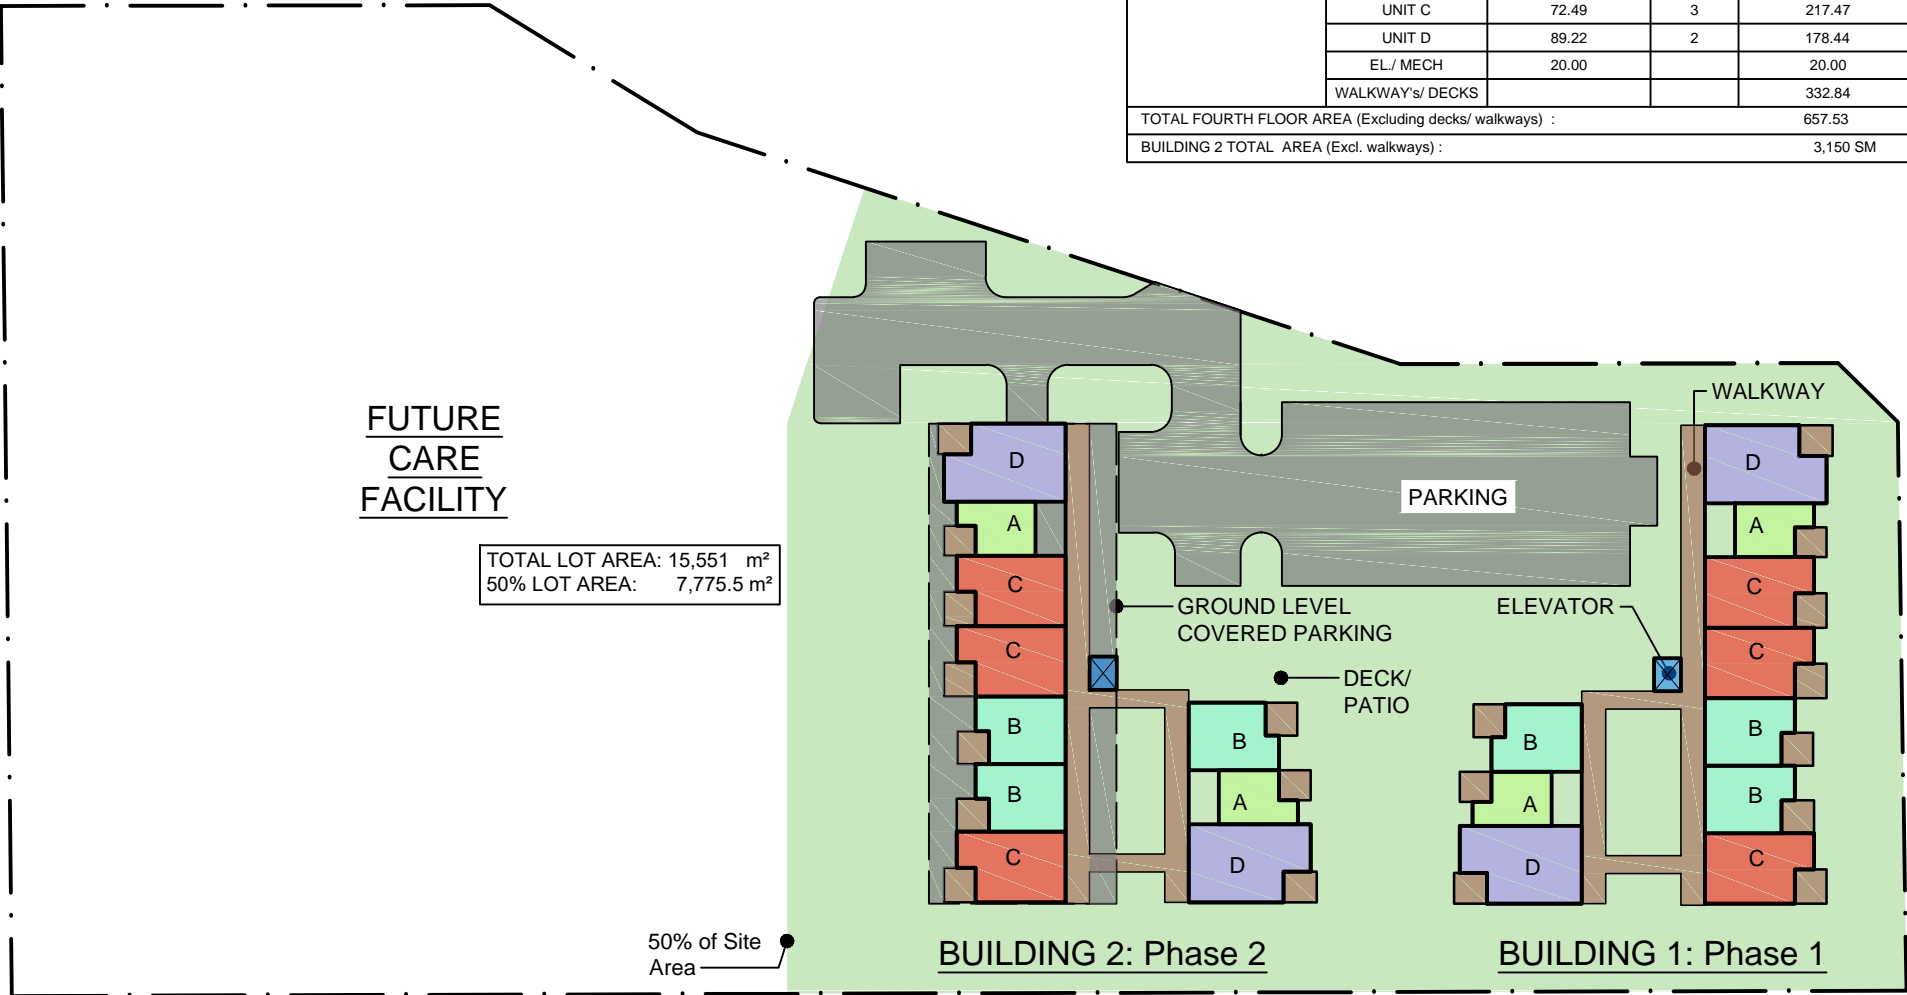 UNIT C 72.49 3 217.47
UNIT D 89.22 2 178.44
EL./ MECH 20.00 20.00
WALKWAY's/ DECKS 332.84
TOTAL FOURTH FLOOR AREA (Excluding decks/ walkways) : 657.53
BUILDING 2 TOTAL AREA (Excl. walkways) : 3,150 SM
WALKWAY
FUTURE
CARE
FACILITY
D
D
PARKING
A
A
TOTAL LOT AREA: 15,551 m²
50% LOT AREA: 7,775.5 m²
C
C
GROUND LEVEL
COVERED PARKING
ELEVATOR
C
C
DECK/
PATIO
B
B
B
B
B
B
A
A
C
D
D
C
50% of Site
Area
BUILDING 2: Phase 2
BUILDING 1: Phase 1